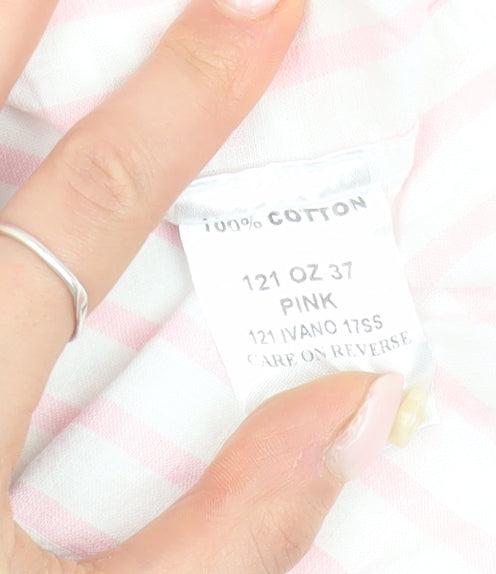 100% COTTON
121 OZ 37
PINK
121 IVANO 17SS
CARE ON REVERSE